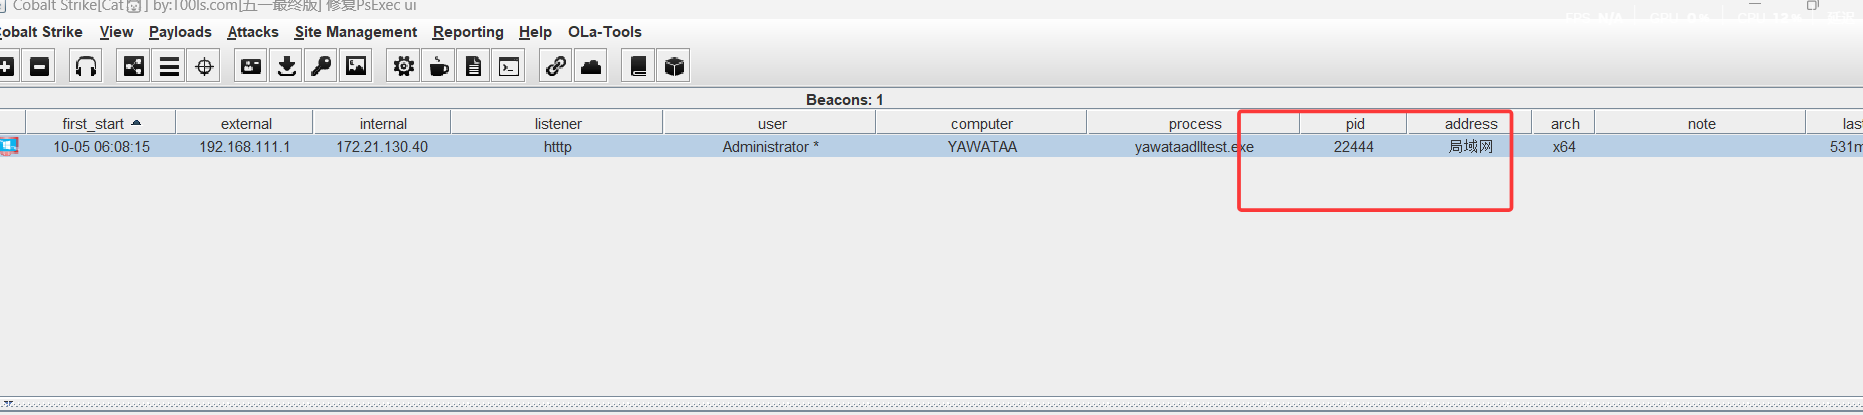 Cobalt Strike[Cat] by:T00ls.com[五一最终版] 修复PsExec ui
obalt Strike View Payloads Attacks Site Management Reporting Help OLa-Tools
Beacons: 1
first_start external internal listener user computer process pid address arch note las
10-05 06:08:15 192.168.111.1 172.21.130.40 htttp Administrator * YAWATAA yawataadlltest.exe 22444 局域网 x64 531m